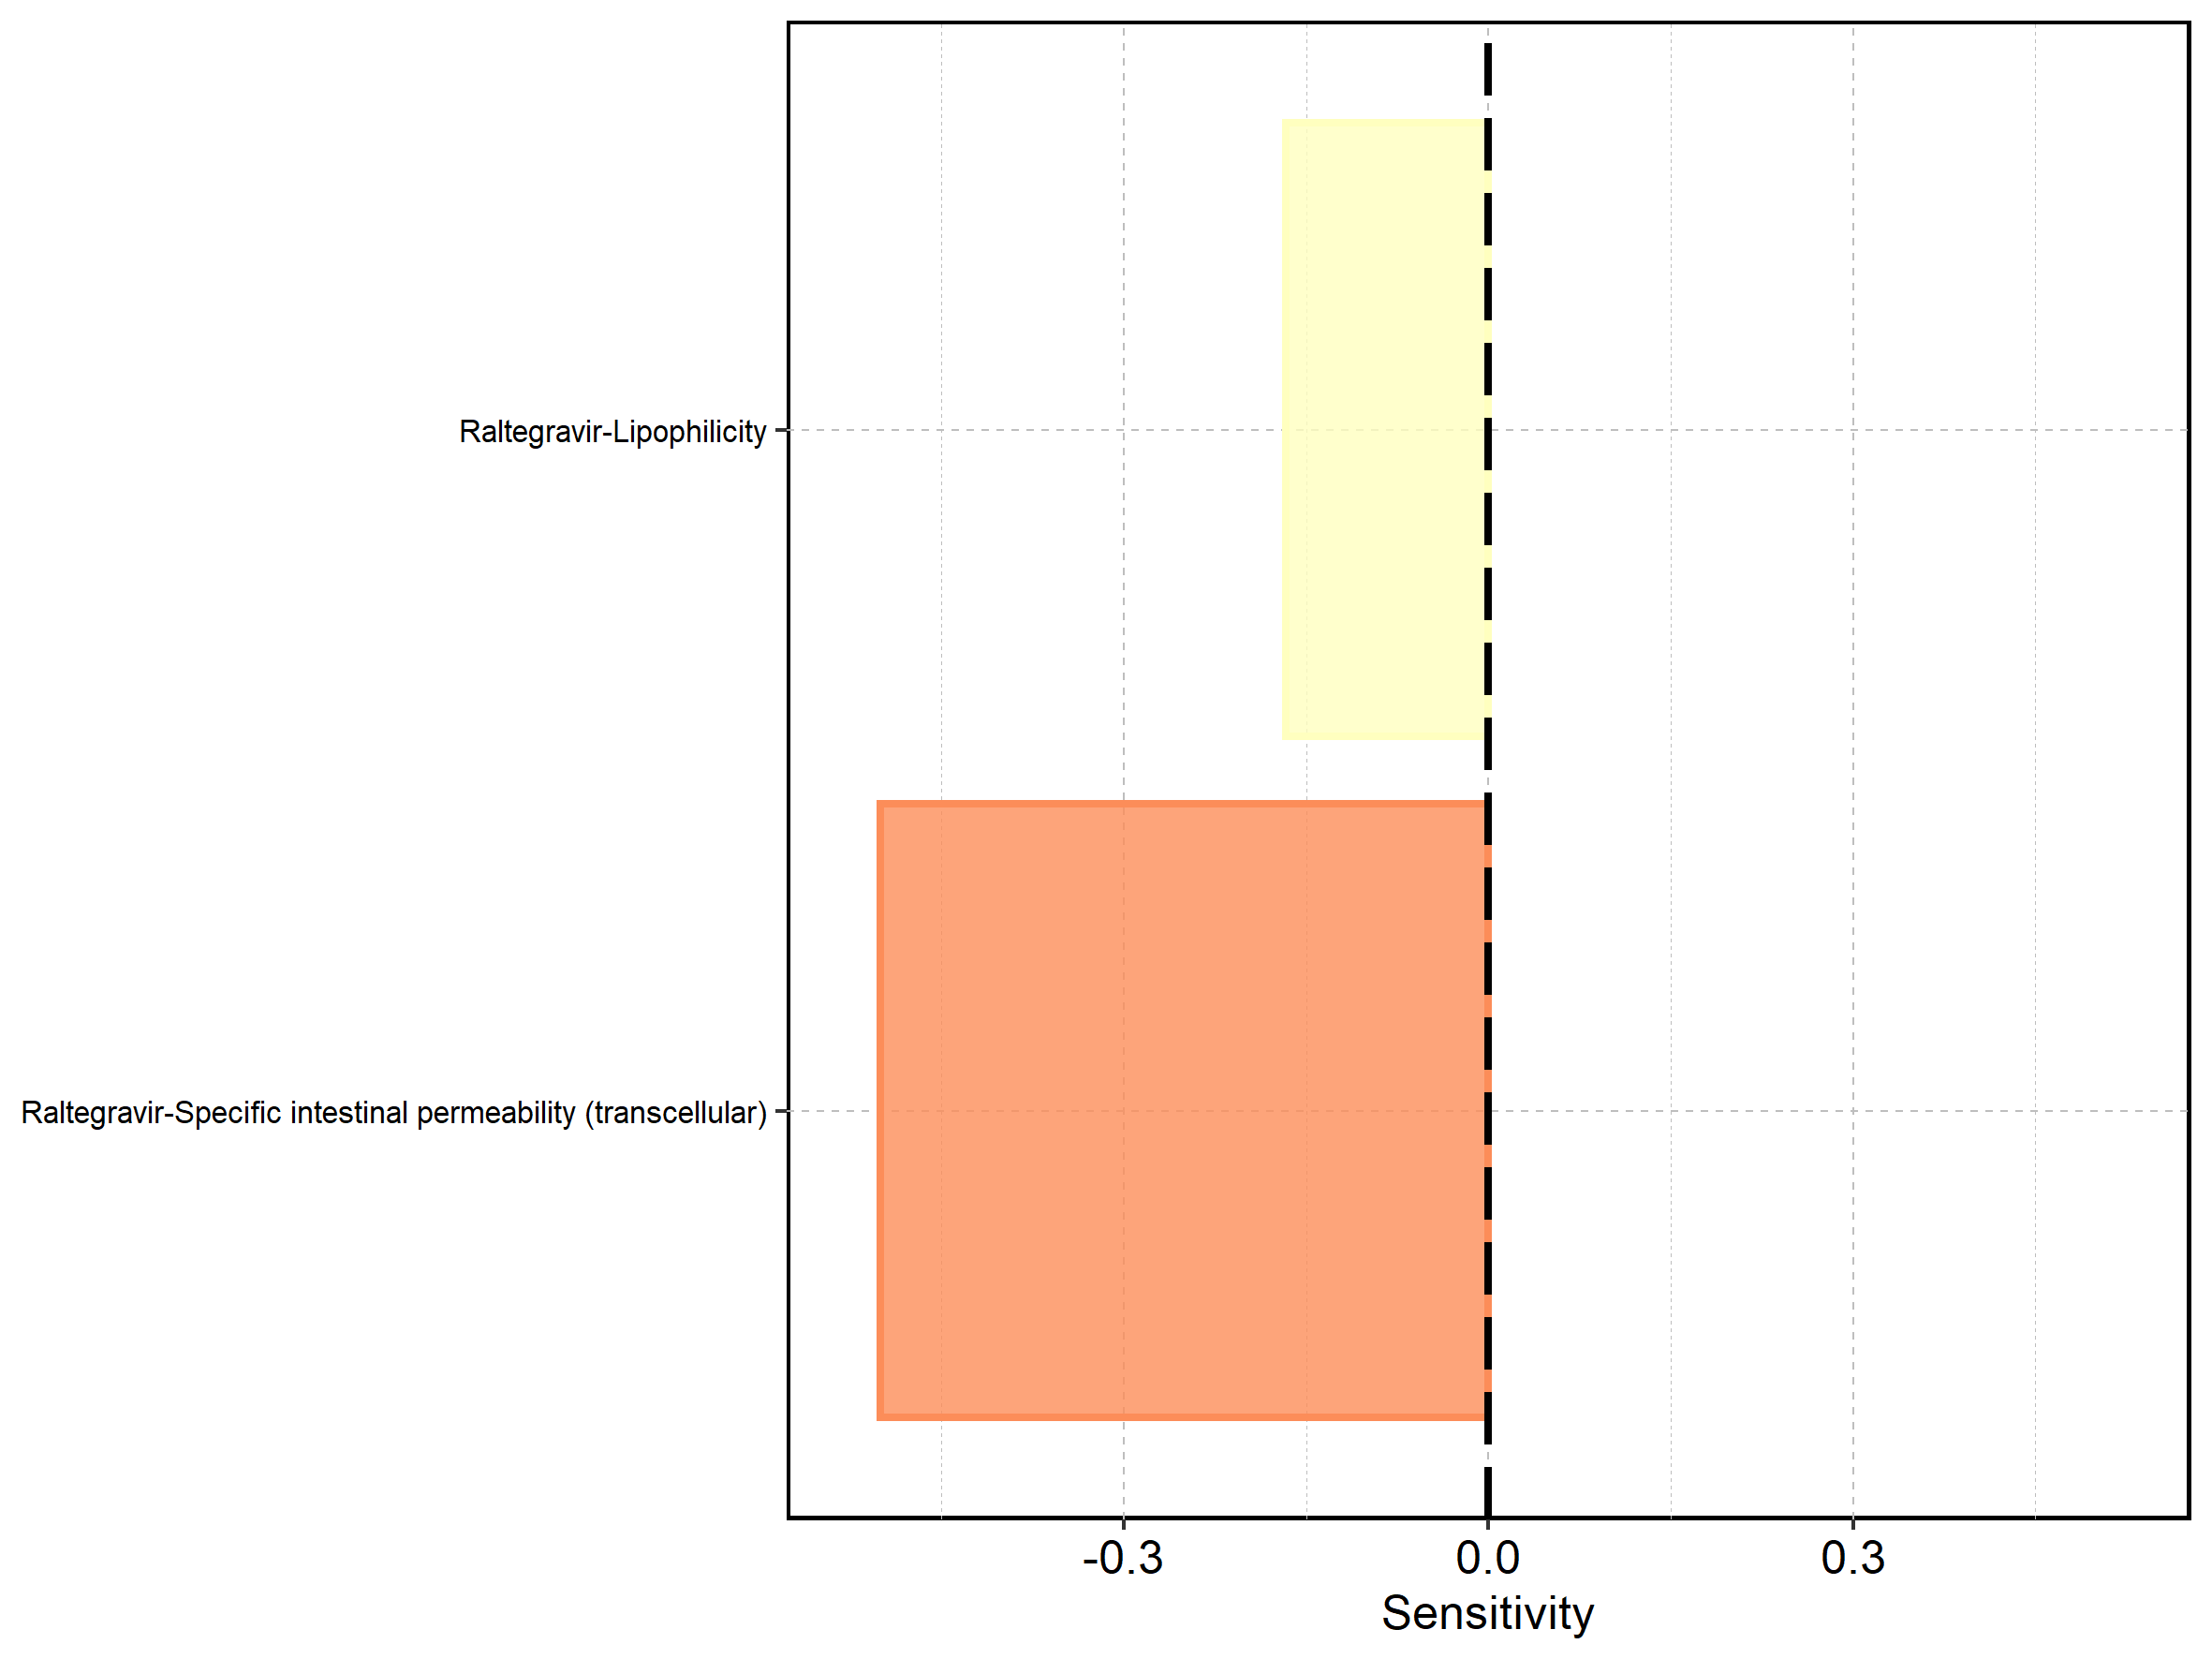 Raltegravir-Lipophilicity
Raltegravir-Specific intestinal permeability (transcellular)
-0.3
0.0
0.3
Sensitivity